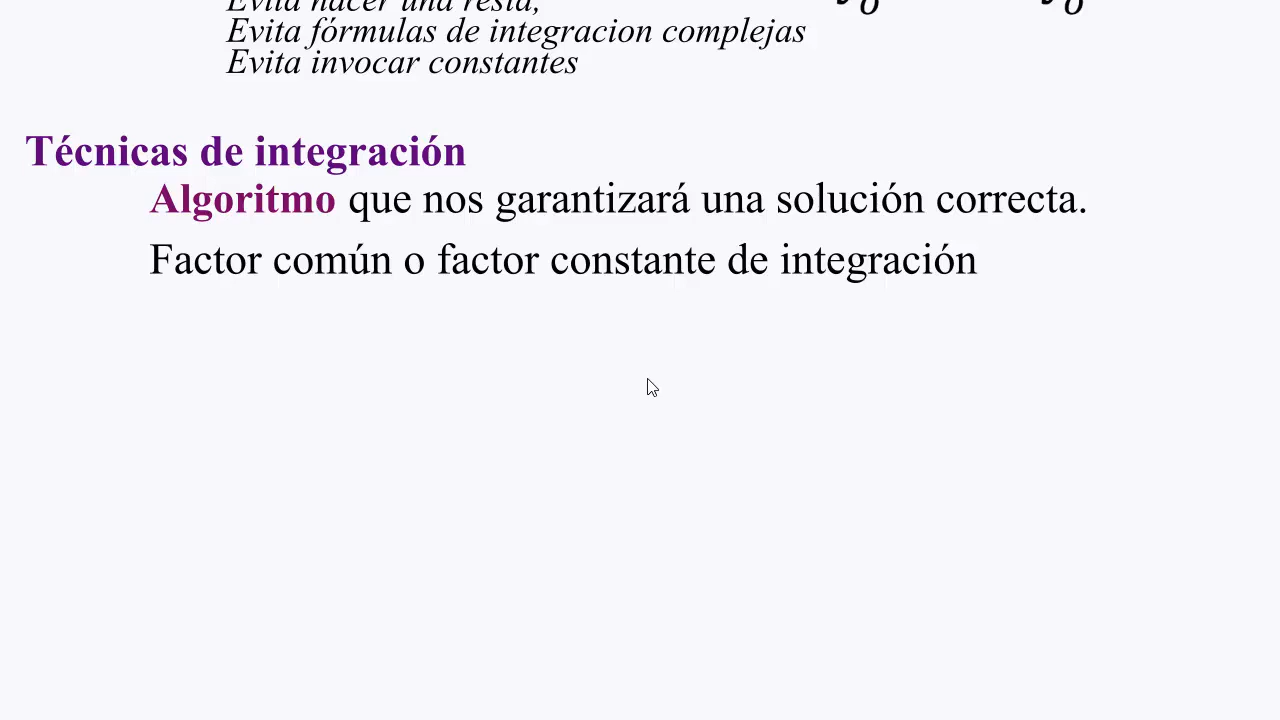 Evita hacer una resta,
Evita fórmulas de integracion complejas
Evita invocar constantes
Técnicas de integración
Algoritmo que nos garantizará una solución correcta.
Factor común o factor constante de integración